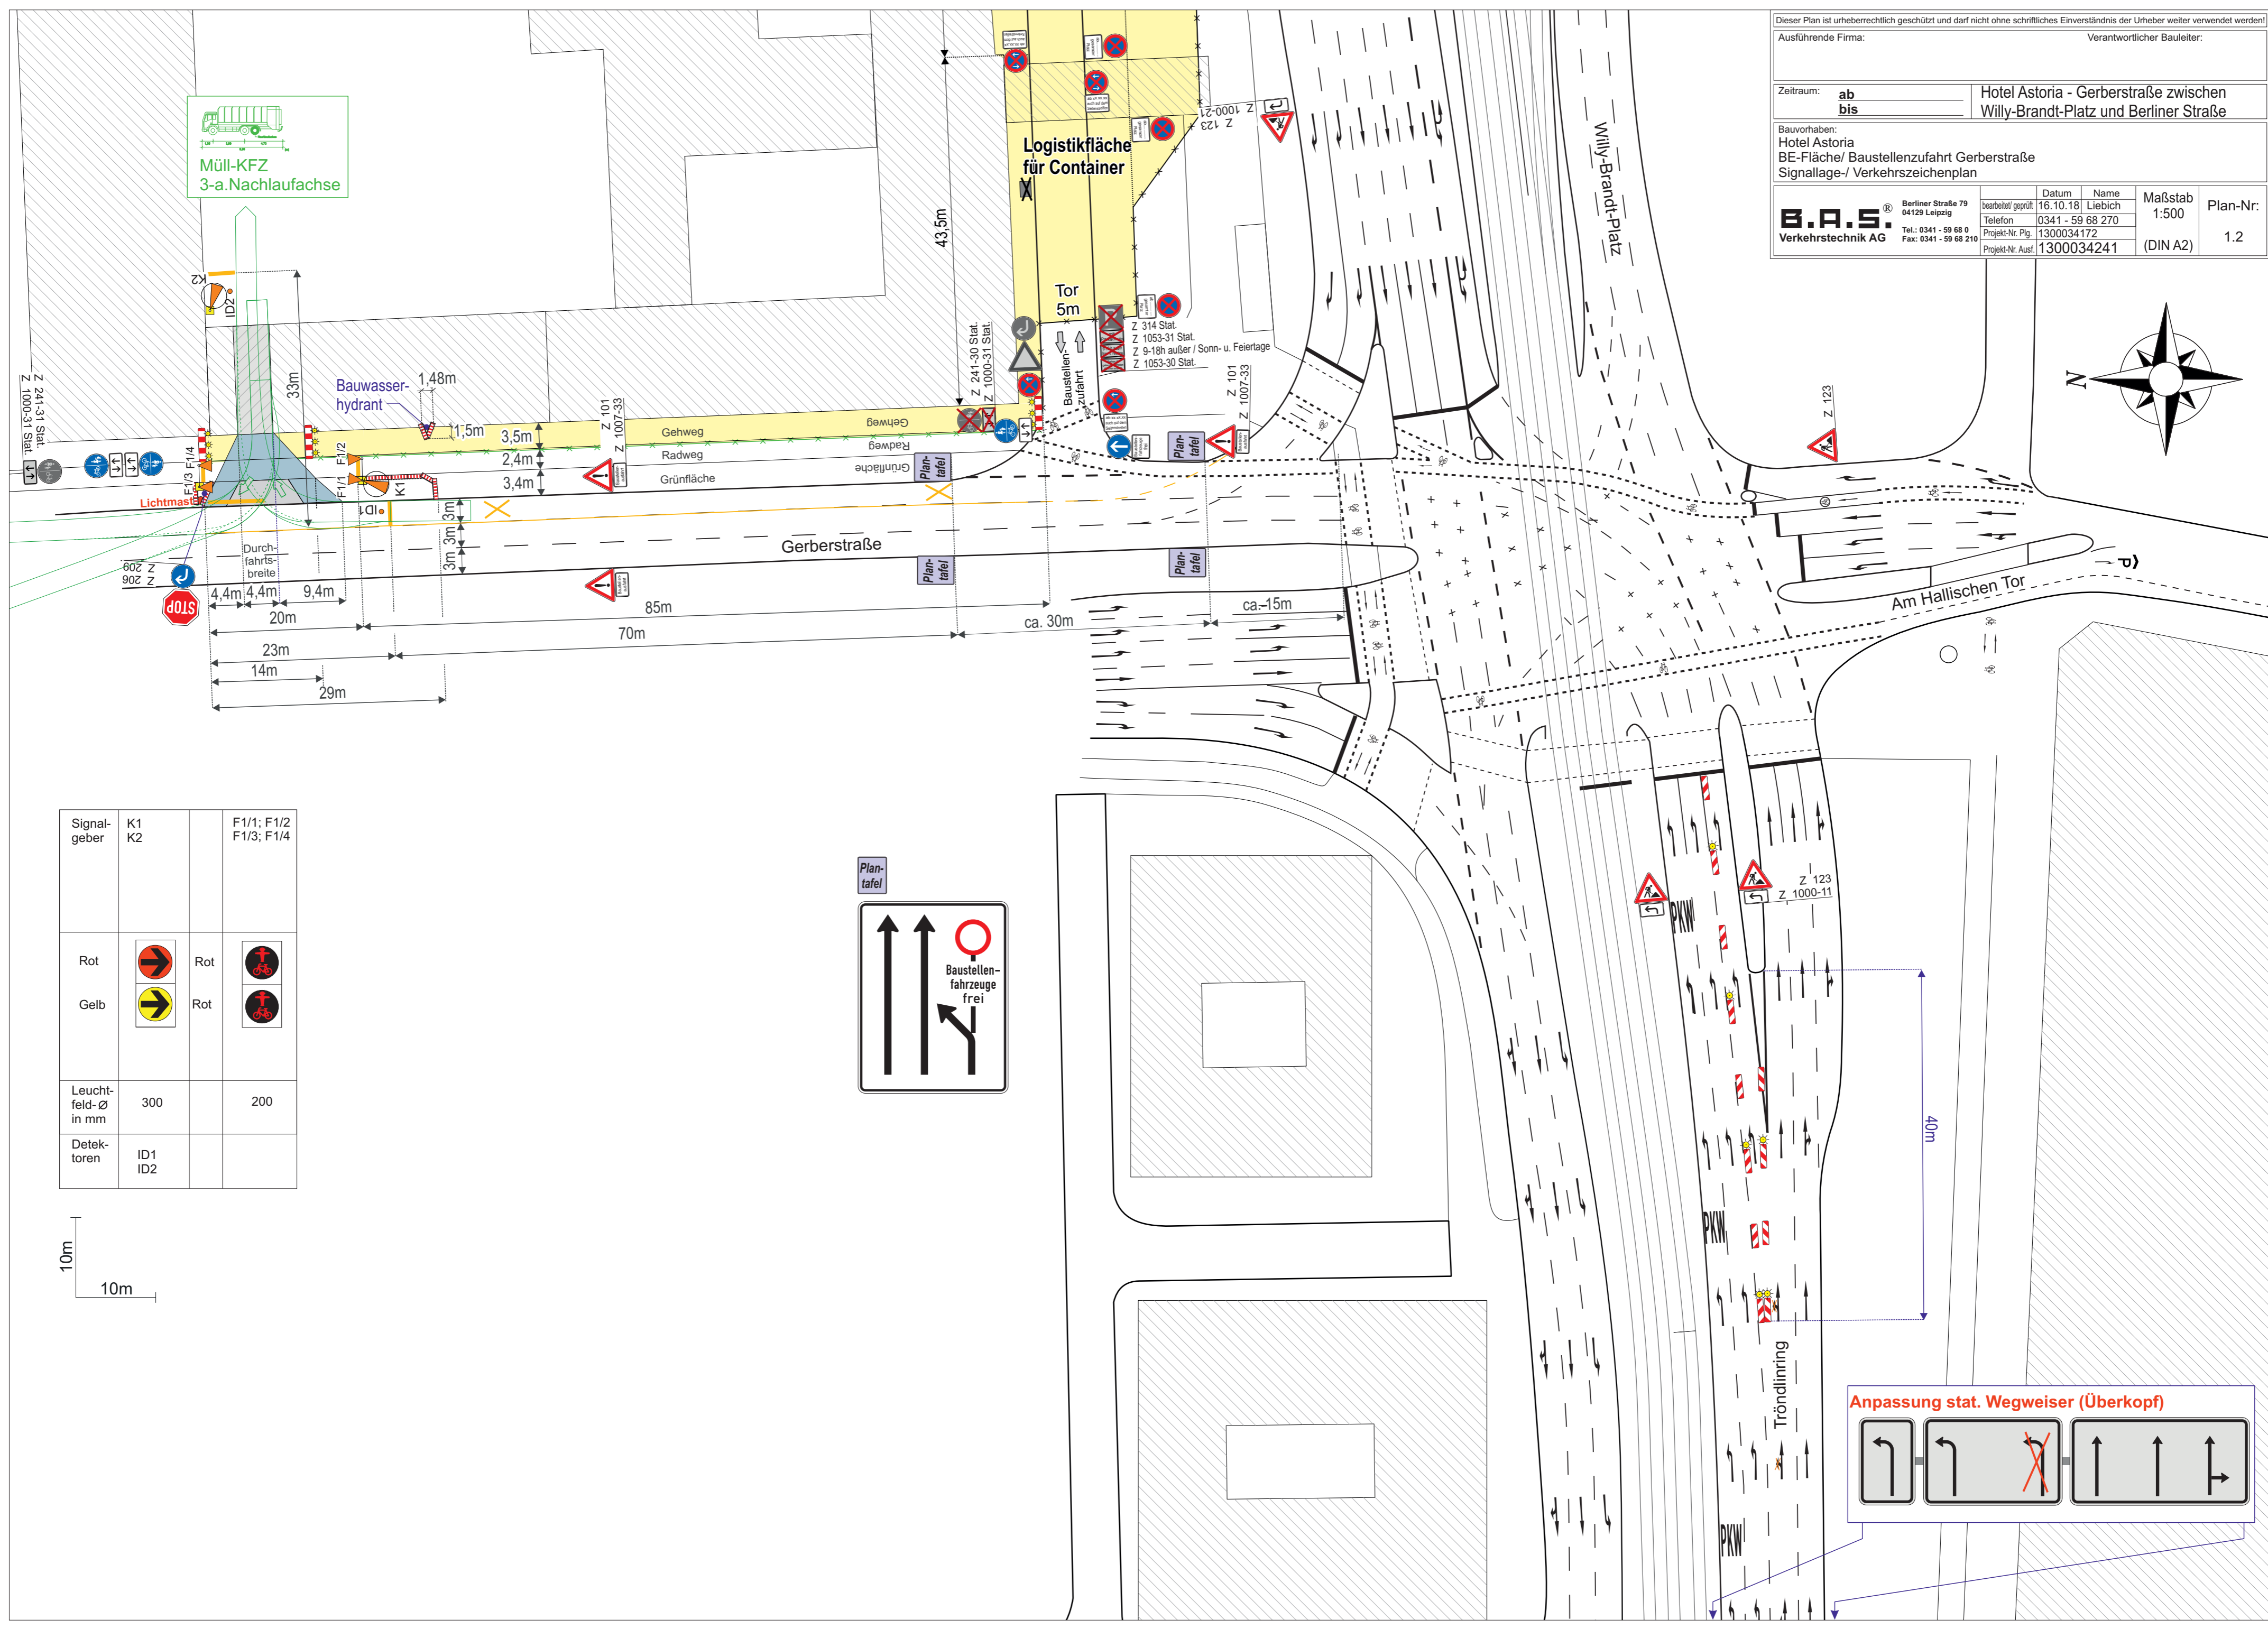 Dieser Plan ist urheberrechtlich geschützt und darf nicht ohne schriftliches Einverständnis der Urheber weiter verwendet werden!
Ausführende Firma:
Verantwortlicher Bauleiter:
Zeitraum:
ab
bis
Hotel Astoria - Gerberstraße zwischen
Willy-Brandt-Platz und Berliner Straße
Bauvorhaben:
Hotel Astoria
BE-Fläche/ Baustellenzufahrt Gerberstraße
Signallage-/ Verkehrszeichenplan
B.A.S.®
Verkehrstechnik AG
Berliner Straße 79
04129 Leipzig
Tel.: 0341 - 59 68 0
Fax: 0341 - 59 68 210
Datum
Name
bearbeitet/ geprüft
16.10.18
Liebich
Telefon
0341 - 59 68 270
Projekt-Nr. Plg.
1300034172
Projekt-Nr. Ausf.
1300034241
Maßstab
1:500
(DIN A2)
Plan-Nr:
1.2
N
Müll-KFZ
3-a.Nachlaufachse
Logistikfläche
für Container
43,5m
Z 1000-21
Z 123
Willy-Brandt-Platz
K2
ID2
33m
Tor
5m
Z 314 Stat.
Z 1053-31 Stat.
Z 9-18h außer / Sonn- u. Feiertage
Z 1053-30 Stat.
Baustellen-
zufahrt
Z 241-30 Stat.
Z 1000-31 Stat.
Z 241-31 Stat.
Z 1000-31 Stat.
Bauwasser-
hydrant
1,48m
1,5m
Z 101
Z 1007-33
Z 101
Z 1007-33
Z 123
3,5m
2,4m
3,4m
Gehweg
Radweg
Grünfläche
Gehweg
Radweg
Grünfläche
Plan-
tafel
Plan-
tafel
F1/4
F1/3
F1/2
F1/1
K1
ID1
Lichtmast
3m
3m
3m
Gerberstraße
Plan-
tafel
Plan-
tafel
Durch-
fahrts-
breite
Z 209
Z 206
STOP
4,4m
4,4m
9,4m
20m
85m
ca. 15m
70m
ca. 30m
23m
14m
29m
Am Hallischen Tor
P
Signal-
geber
K1
K2
F1/1; F1/2
F1/3; F1/4
Rot
Rot
Gelb
Rot
Leucht-
feld-Ø
in mm
300
200
Detek-
toren
ID1
ID2
10m
10m
Plan-
tafel
Baustellen-
fahrzeuge
frei
Z 123
Z 1000-11
PKW
PKW
PKW
40m
Tröndlinring
Anpassung stat. Wegweiser (Überkopf)